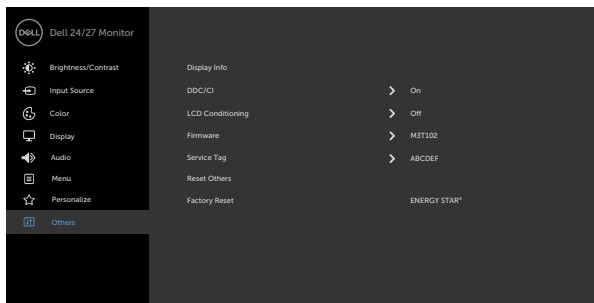 DELL Dell 24/27 Monitor
Brightness/Contrast
Input Source
Color
Display
Audio
Menu
Personalize
Others
Display Info
DDC/CI > On
LCD Conditioning > Off
Firmware > M3T102
Service Tag > ABCDEF
Reset Others
Factory Reset ENERGY STAR®